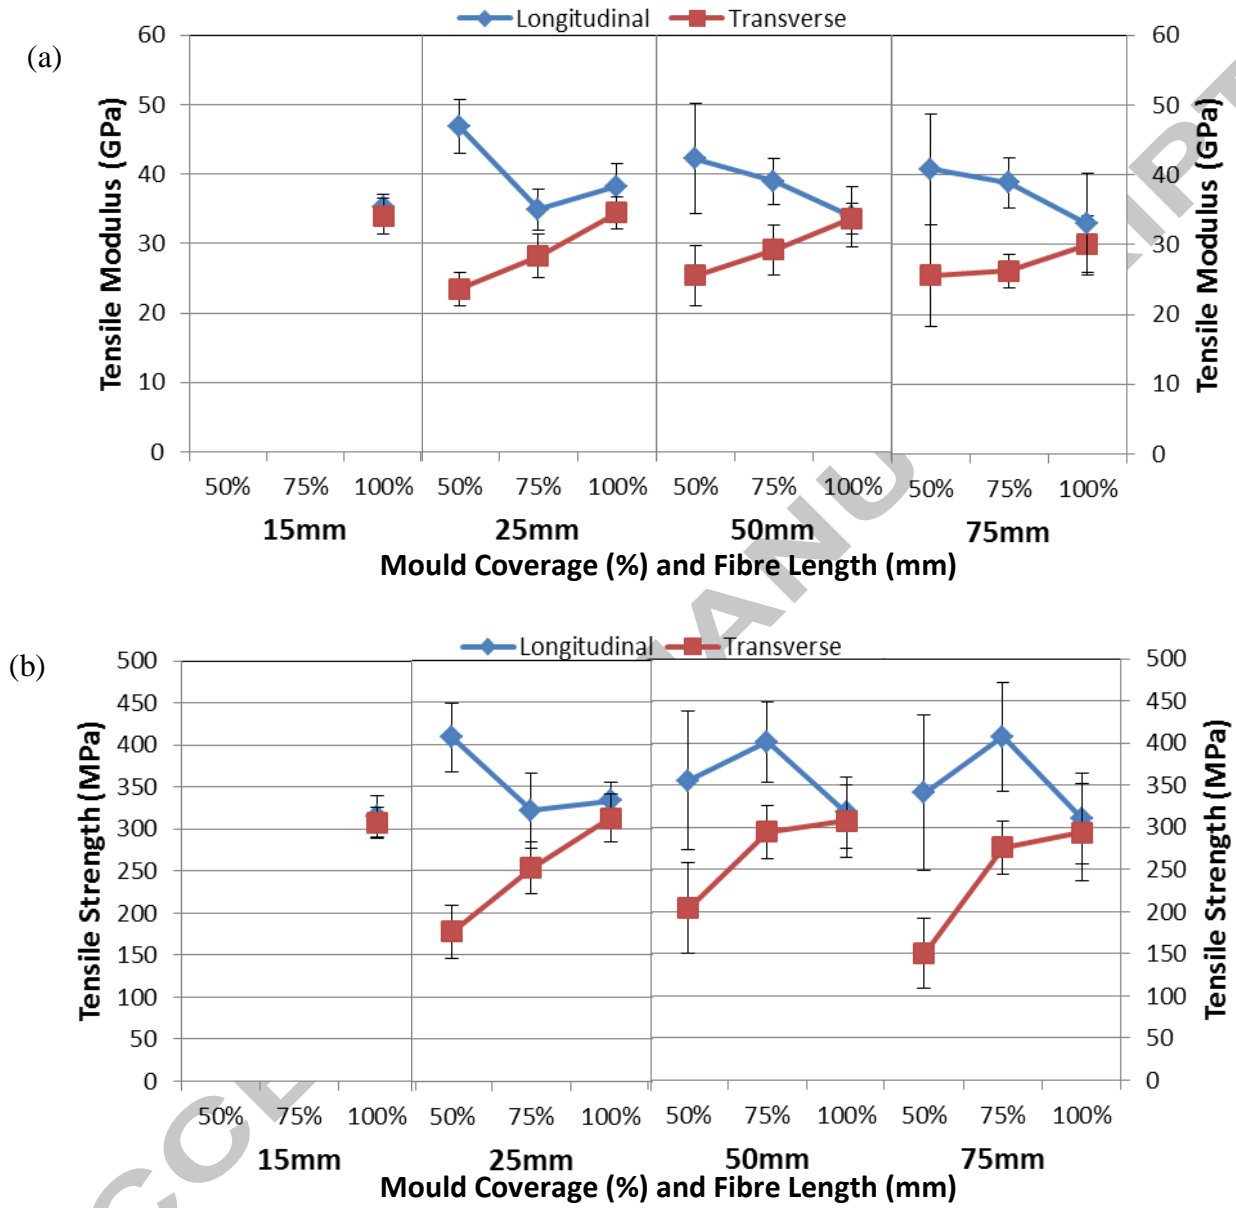 Longitudinal Transverse
(a)
60 60
50 50
40 40
30 30
20 20
10 10
0 0
Tensile Modulus (GPa)
Tensile Modulus (GPa)
50% 75% 100% 50% 75% 100% 50% 75% 100% 50% 75% 100%
15mm 25mm 50mm 75mm
Mould Coverage (%) and Fibre Length (mm)
Longitudinal Transverse
(b)
500 500
450 450
400 400
350 350
300 300
250 250
200 200
150 150
100 100
50 50
0 0
Tensile Strength (MPa)
Tensile Strength (MPa)
50% 75% 100% 50% 75% 100% 50% 75% 100% 50% 75% 100%
15mm 25mm 50mm 75mm
Mould Coverage (%) and Fibre Length (mm)